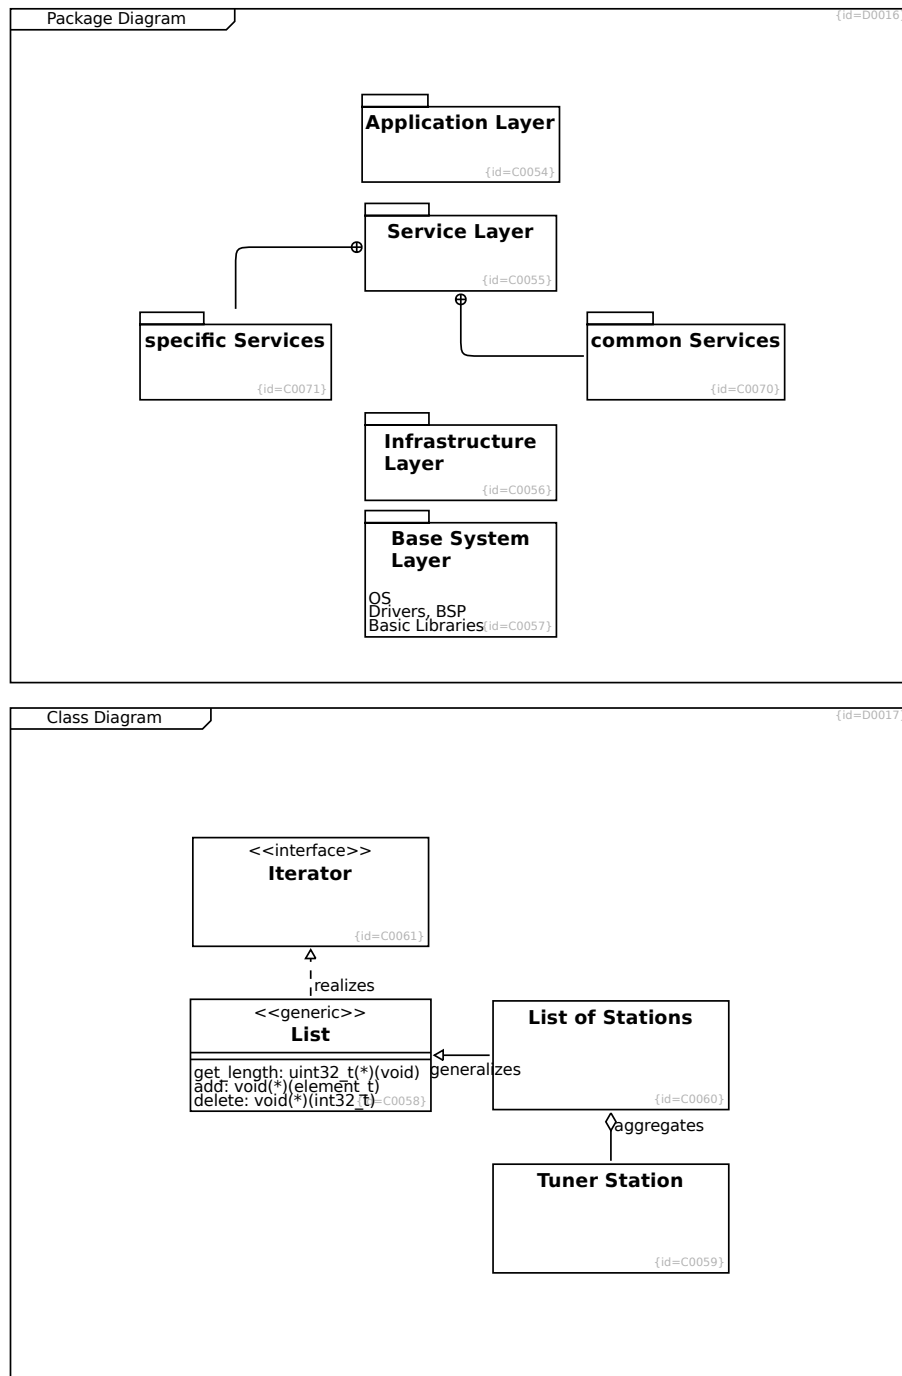 Package Diagram
{id=D0016}
Application Layer
{id=C0054}
Service Layer
{id=C0055}
specific Services
{id=C0071}
common Services
{id=C0070}
Infrastructure
Layer
{id=C0056}
Base System
Layer
OS
Drivers, BSP
Basic Libraries
{id=C0057}
Class Diagram
{id=D0017}
<<interface>>
Iterator
{id=C0061}
realizes
<<generic>>
List
get_length: uint32_t(*)(void)
add: void(*)(element_t)
delete: void(*)(int32_t)
{id=C0058}
generalizes
List of Stations
{id=C0060}
aggregates
Tuner Station
{id=C0059}